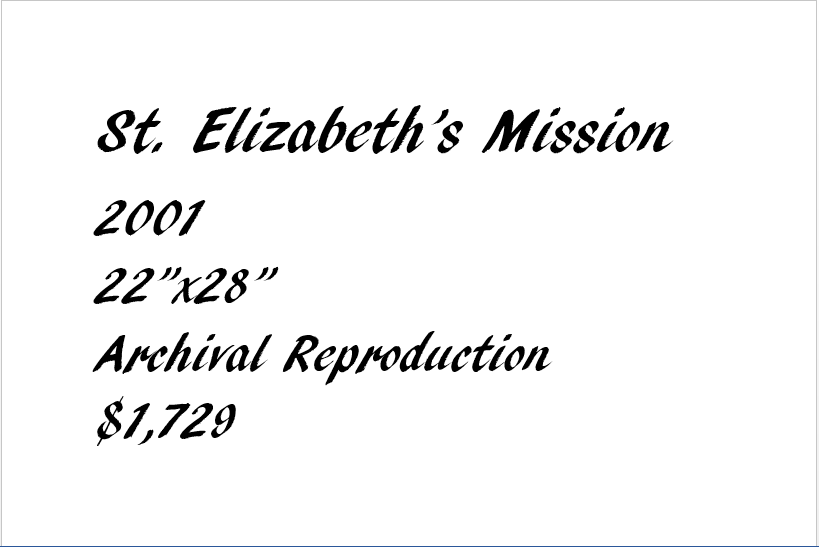 St. Elizabeth’s Mission
2001
22”x28”
Archival Reproduction
$1,729